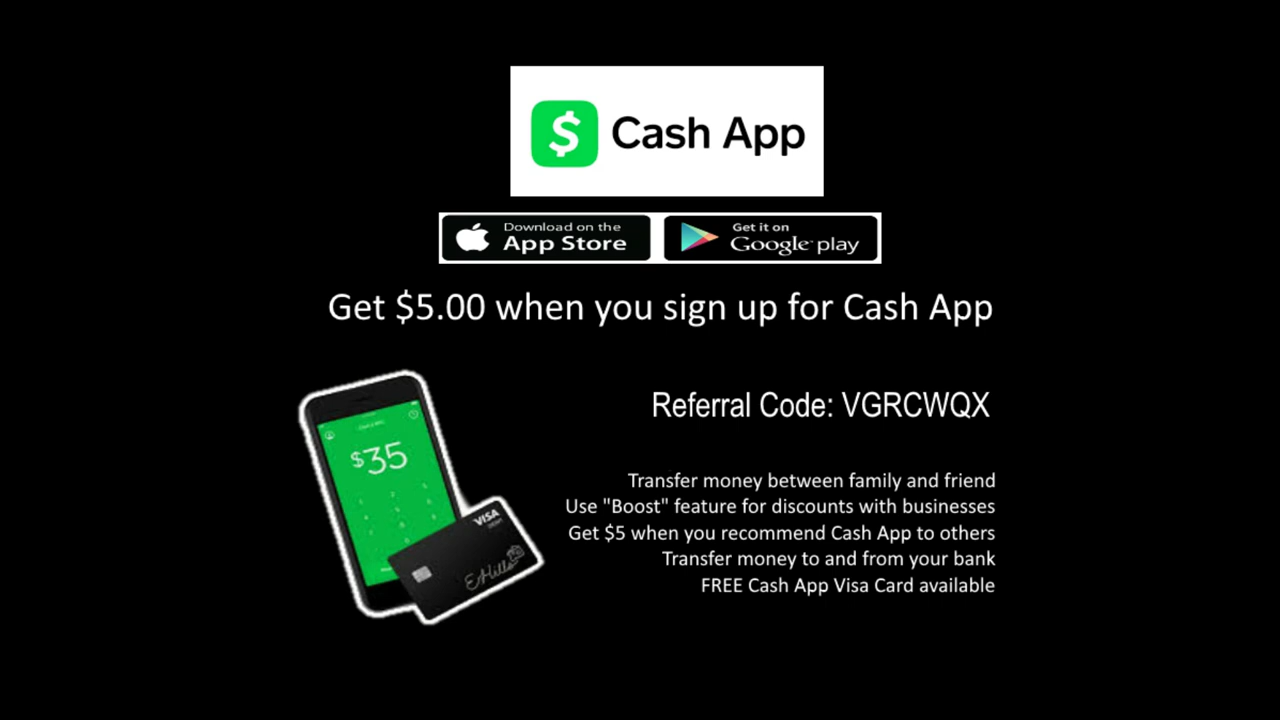 $ Cash App
Download on the
App Store
Get it on
Google play
Get $5.00 when you sign up for Cash App
Referral Code: VGRCWQX
$35
VISA
DEBIT
Transfer money between family and friend
Use "Boost" feature for discounts with businesses
Get $5 when you recommend Cash App to others
Transfer money to and from your bank
FREE Cash App Visa Card available